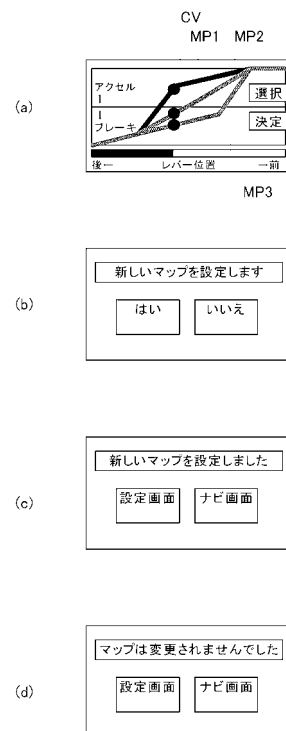 CV
MP1 MP2
(a)
アクセル
ブレーキ
選択
決定
後← レバー位置 →前
MP3
(b)
新しいマップを設定します
はい いいえ
(c)
新しいマップを設定しました
設定画面 ナビ画面
(d)
マップは変更されませんでした
設定画面 ナビ画面